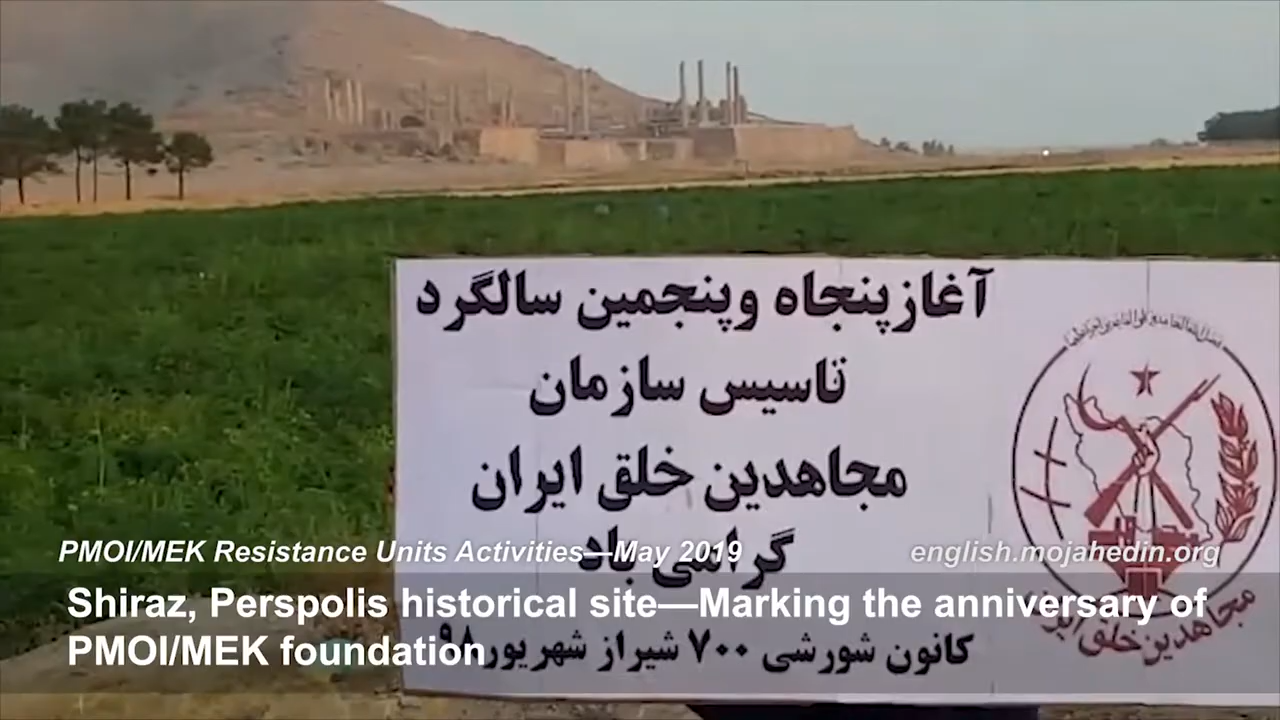 آغاز پنجاه وپنجمین سالگرد
تاسیس سازمان
مجاهدین خلق ایران
گرامی باد
کانون شورشی ۷۰۰ شیراز شهریور ۹۸
مجاهدین خلق ایران
PMOI/MEK Resistance Units Activities—May 2019
english.mojahedin.org
Shiraz, Perspolis historical site—Marking the anniversary of
PMOI/MEK foundation